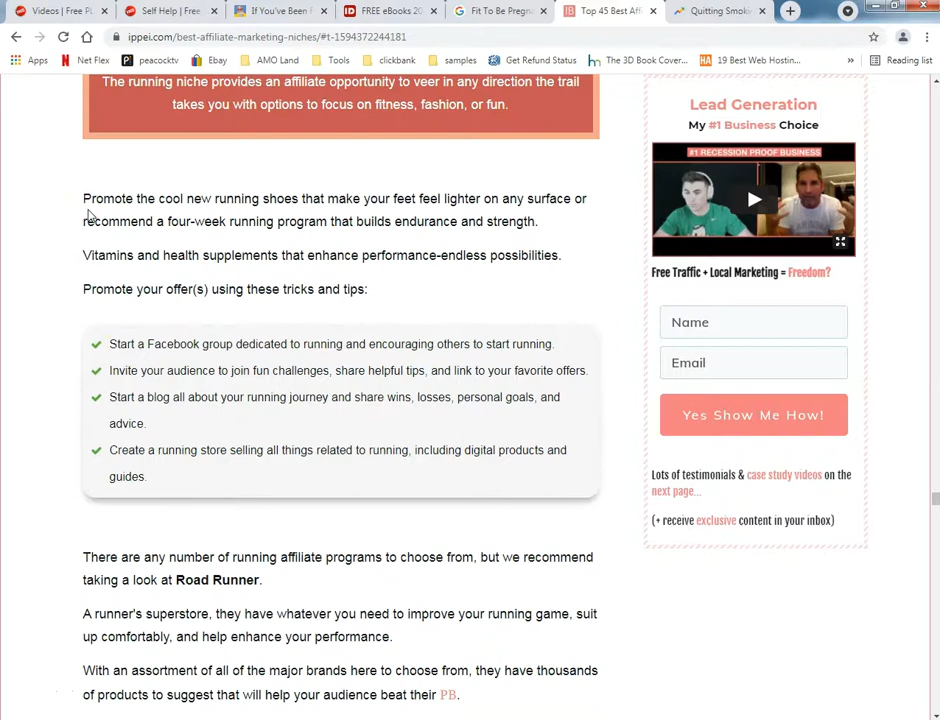 Videos | Free PL
Self Help | Free
If You've Been F
FREE eBooks 20
Fit To Be Pregna
Top 45 Best Aff
Quitting Smoki
ippei.com/best-affiliate-marketing-niches/#t-1594372244181
Apps
Net Flex
peacocktv
Ebay
AMO Land
Tools
clickbank
samples
Get Refund Status
The 3D Book Cover...
19 Best Web Hostin...
Reading list
The running niche provides an affiliate opportunity to veer in any direction the trail
takes you with options to focus on fitness, fashion, or fun.
Promote the cool new running shoes that make your feet feel lighter on any surface or
recommend a four-week running program that builds endurance and strength.
Vitamins and health supplements that enhance performance-endless possibilities.
Promote your offer(s) using these tricks and tips:
Start a Facebook group dedicated to running and encouraging others to start running.
Invite your audience to join fun challenges, share helpful tips, and link to your favorite offers.
Start a blog all about your running journey and share wins, losses, personal goals, and
advice.
Create a running store selling all things related to running, including digital products and
guides.
There are any number of running affiliate programs to choose from, but we recommend
taking a look at Road Runner.
A runner's superstore, they have whatever you need to improve your running game, suit
up comfortably, and help enhance your performance.
With an assortment of all of the major brands here to choose from, they have thousands
of products to suggest that will help your audience beat their PB.
Lead Generation
My #1 Business Choice
#1 RECESSION PROOF BUSINESS
Free Traffic + Local Marketing = Freedom?
Name
Email
Yes Show Me How!
Lots of testimonials & case study videos on the
next page...
(+ receive exclusive content in your inbox)